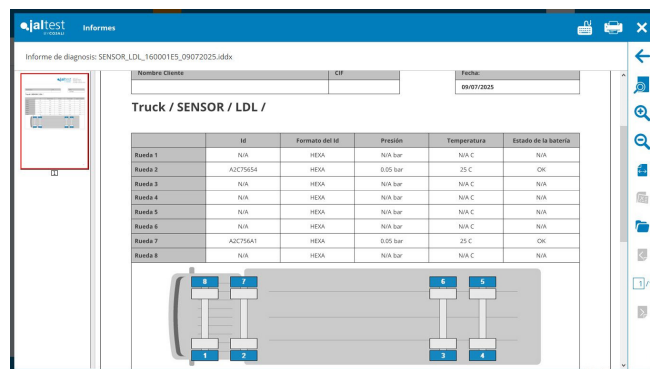 jaltest Informes
BY COJALI
Informe de diagnosis: SENSOR_LDL_160001E5_09072025.iddx
Nombre Cliente CIF Fecha:
09/07/2025
Truck / SENSOR / LDL /
Id Formato del Id Presión Temperatura Estado de la batería
Rueda 1 N/A HEXA N/A bar N/A C N/A
Rueda 2 A2C75654 HEXA 0.05 bar 25 C OK
Rueda 3 N/A HEXA N/A bar N/A C N/A
Rueda 4 N/A HEXA N/A bar N/A C N/A
Rueda 5 N/A HEXA N/A bar N/A C N/A
Rueda 6 N/A HEXA N/A bar N/A C N/A
Rueda 7 A2C756A1 HEXA 0.05 bar 25 C OK
Rueda 8 N/A HEXA N/A bar N/A C N/A
8 7 6 5
1 2 3 4
1
1/